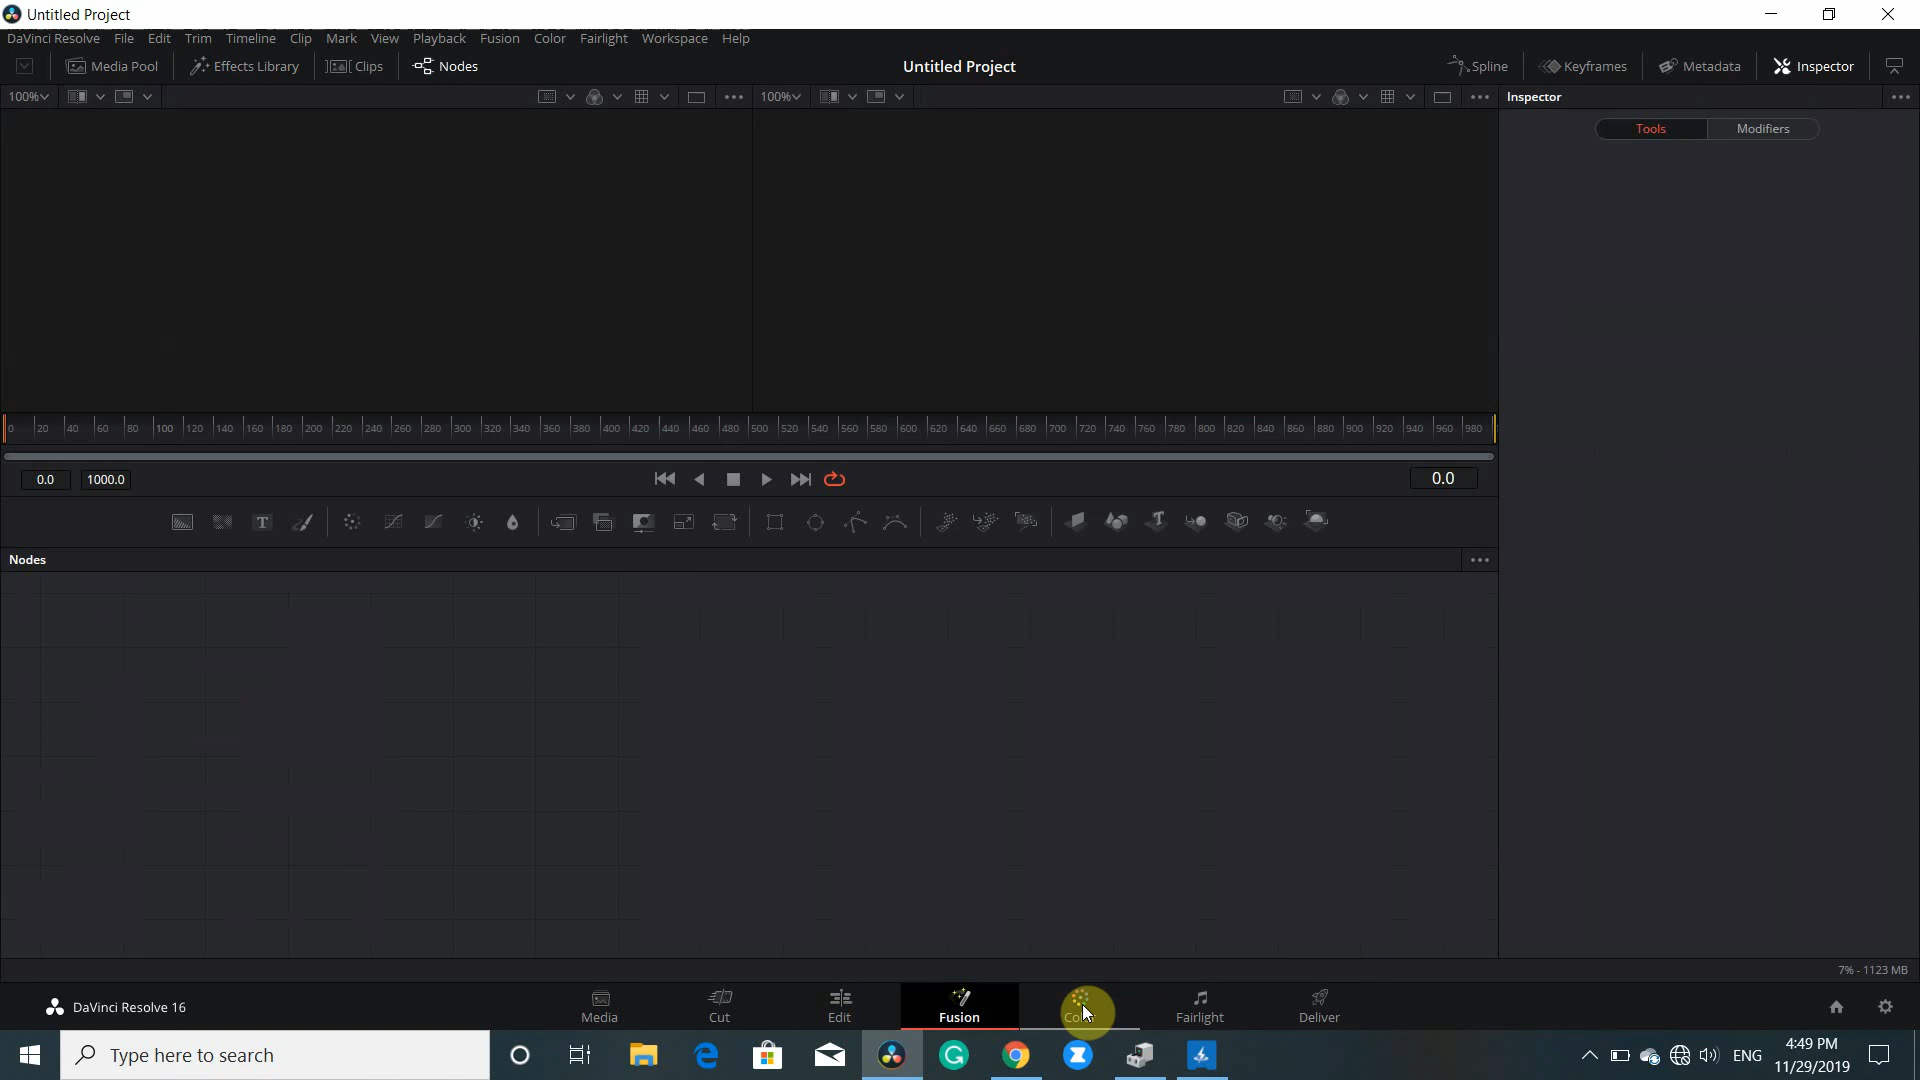 Untitled Project
DaVinci Resolve File Edit Trim Timeline Clip Mark View Playback Fusion Color Fairlight Workspace Help
Media Pool Effects Library Clips Nodes Untitled Project Spline Keyframes Metadata Inspector
100% 100% Inspector
Tools Modifiers
0 20 40 60 80 100 120 140 160 180 200 220 240 260 280 300 320 340 360 380 400 420 440 460 480 500 520 540 560 580 600 620 640 660 680 700 720 740 760 780 800 820 840 860 880 900 920 940 960 980
0.0 1000.0 0.0
T T
Nodes
7% - 1123 MB
DaVinci Resolve 16 Media Cut Edit Fusion Color Fairlight Deliver
Type here to search ENG 4:49 PM
11/29/2019